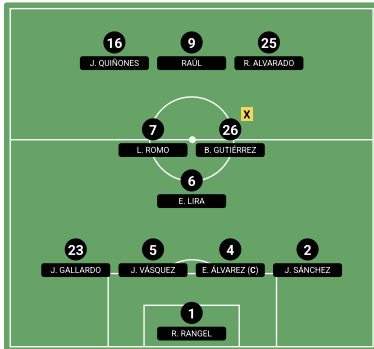 16 9 25
J. QUIÑONES RAÚL R. ALVARADO
X
7 26
L. ROMO B. GUTIÉRREZ
6
E. LIRA
23 5 4 2
J. GALLARDO J. VÁSQUEZ E. ÁLVAREZ (C) J. SÁNCHEZ
1
R. RANGEL